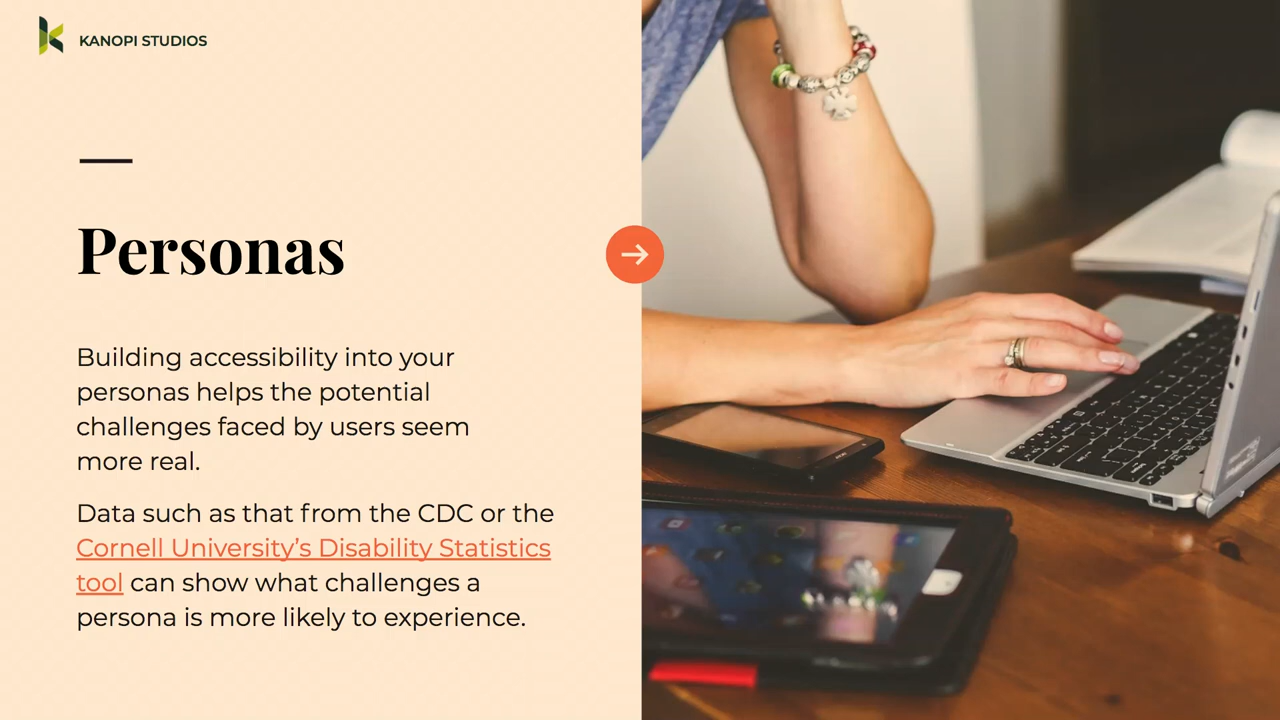 KANOPI STUDIOS
Personas
Building accessibility into your
personas helps the potential
challenges faced by users seem
more real.
Data such as that from the CDC or the
Cornell University’s Disability Statistics
tool can show what challenges a
persona is more likely to experience.